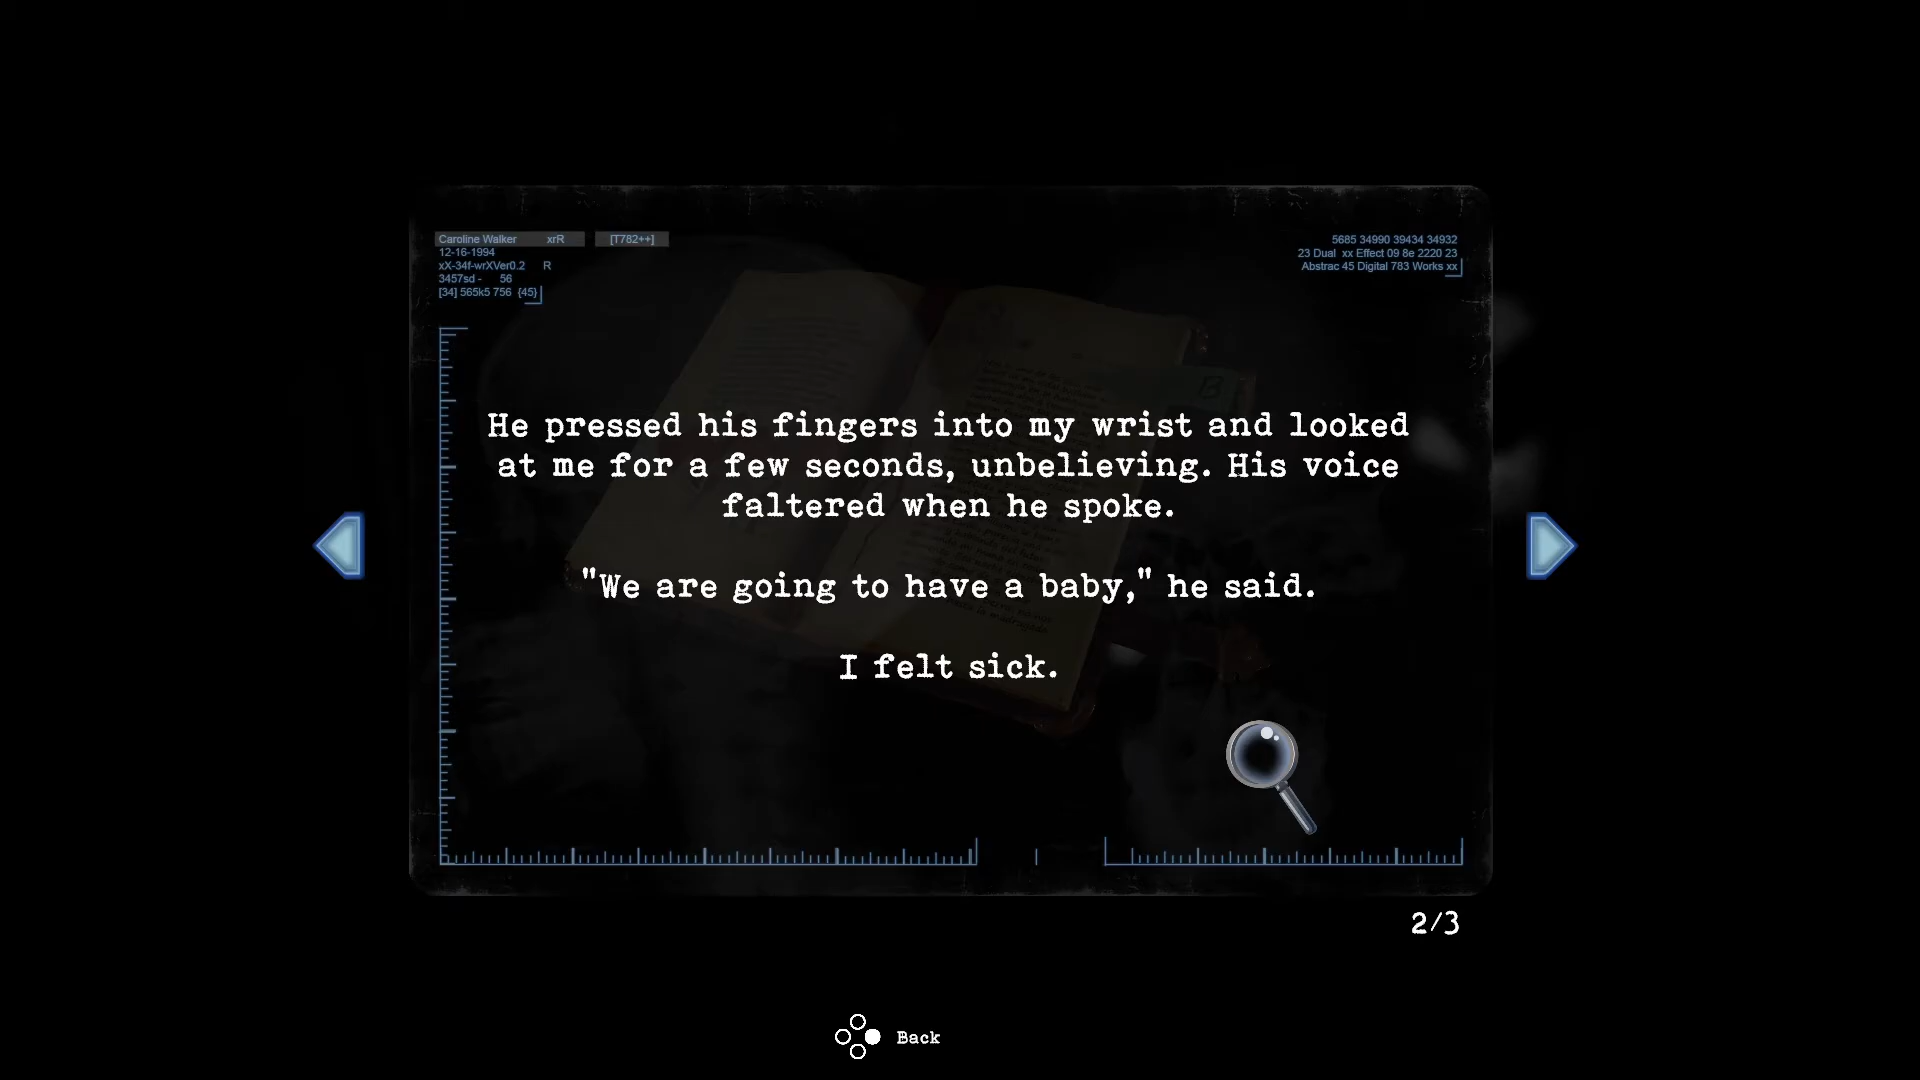 Caroline Walker xrR [T782++]
12-16-1994
xX-34f-wrXVer0.2 R
3457sd - 56
[34] 565k5 756 {45}
5685 34990 39434 34932
23 Dual xx Effect 09 8e 2220 23
Abstrac 45 Digital 783 Works xx
He pressed his fingers into my wrist and looked
at me for a few seconds, unbelieving. His voice
faltered when he spoke.
"We are going to have a baby," he said.
I felt sick.
2/3
Back